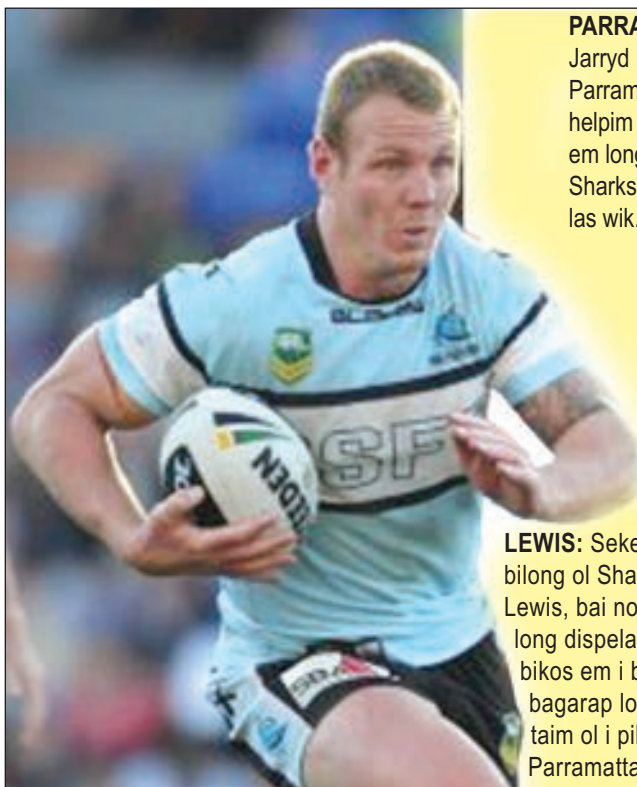 PARRA
Jarryd
Parram
helpim
em long
Sharks
las wik.
SF
LEWIS: Seke
bilong ol Sha
Lewis, bai no
long dispela
bikos em i b
bagarap lo
taim ol i pil
Parramatta